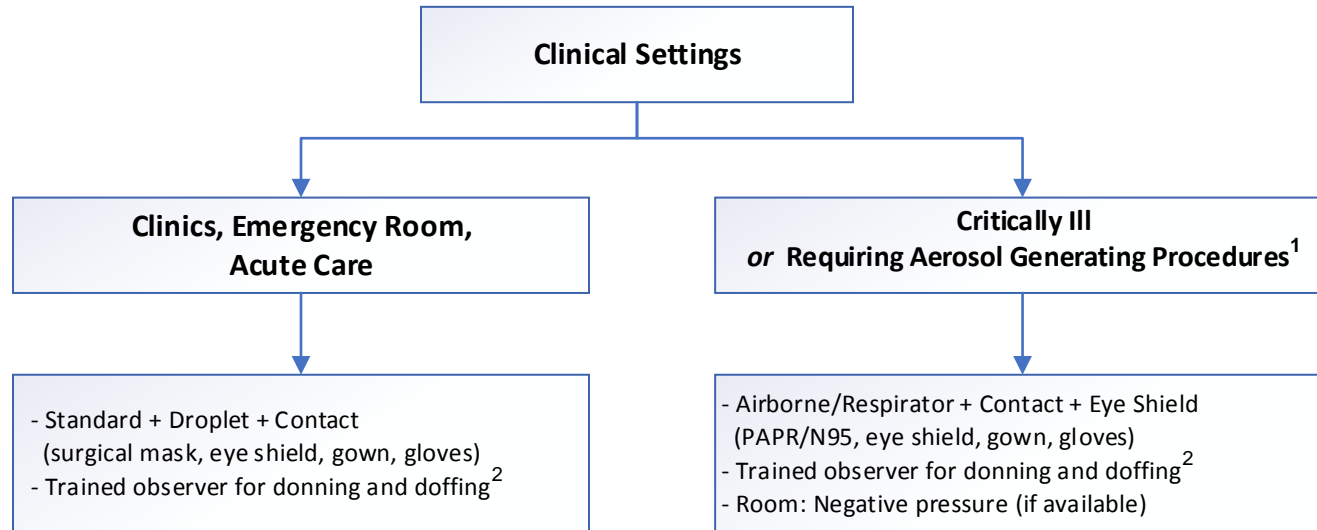 Clinical Settings
Clinics, Emergency Room,
Acute Care
Critically Ill
or Requiring Aerosol Generating Procedures1
- Standard + Droplet + Contact
(surgical mask, eye shield, gown, gloves)
- Trained observer for donning and doffing2
- Airborne/Respirator + Contact + Eye Shield
(PAPR/N95, eye shield, gown, gloves)
- Trained observer for donning and doffing2
- Room: Negative pressure (if available)